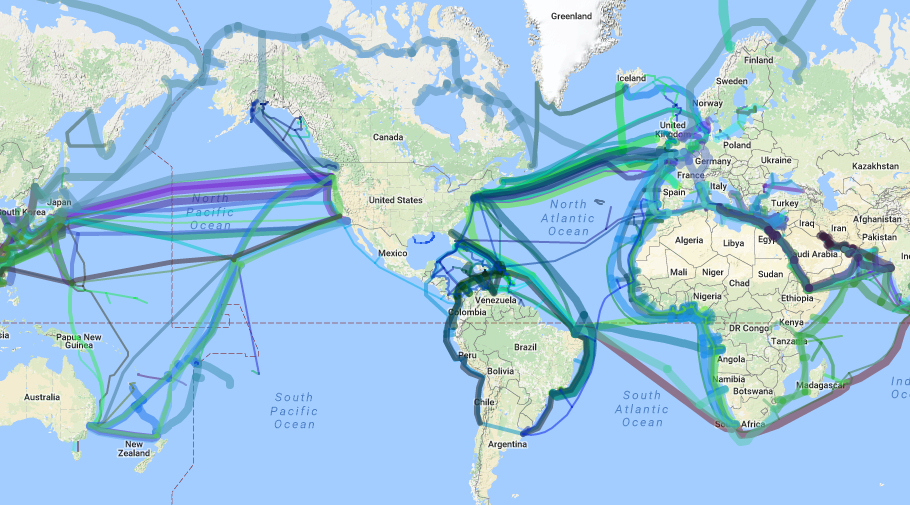 Greenland
Iceland
Finland
Sweden
Norway
United
Kingdom
Canada
Poland
Germany
Ukraine
Kazakhstan
France
Italy
Spain
Turkey
United States
Japan
South Korea
North
Pacific
Ocean
North
Atlantic
Ocean
Iraq
Afghanistan
Iran
Pakistan
Algeria
Libya
Egypt
Saudi Arabia
Mexico
Mali
Niger
Chad
Sudan
Nigeria
Ethiopia
Venezuela
Colombia
Kenya
DR Congo
Tanzania
Papua New
Guinea
Peru
Brazil
Bolivia
Angola
Namibia
Botswana
Madagascar
Australia
South
Pacific
Ocean
Chile
South
Atlantic
Ocean
South Africa
New
Zealand
Argentina